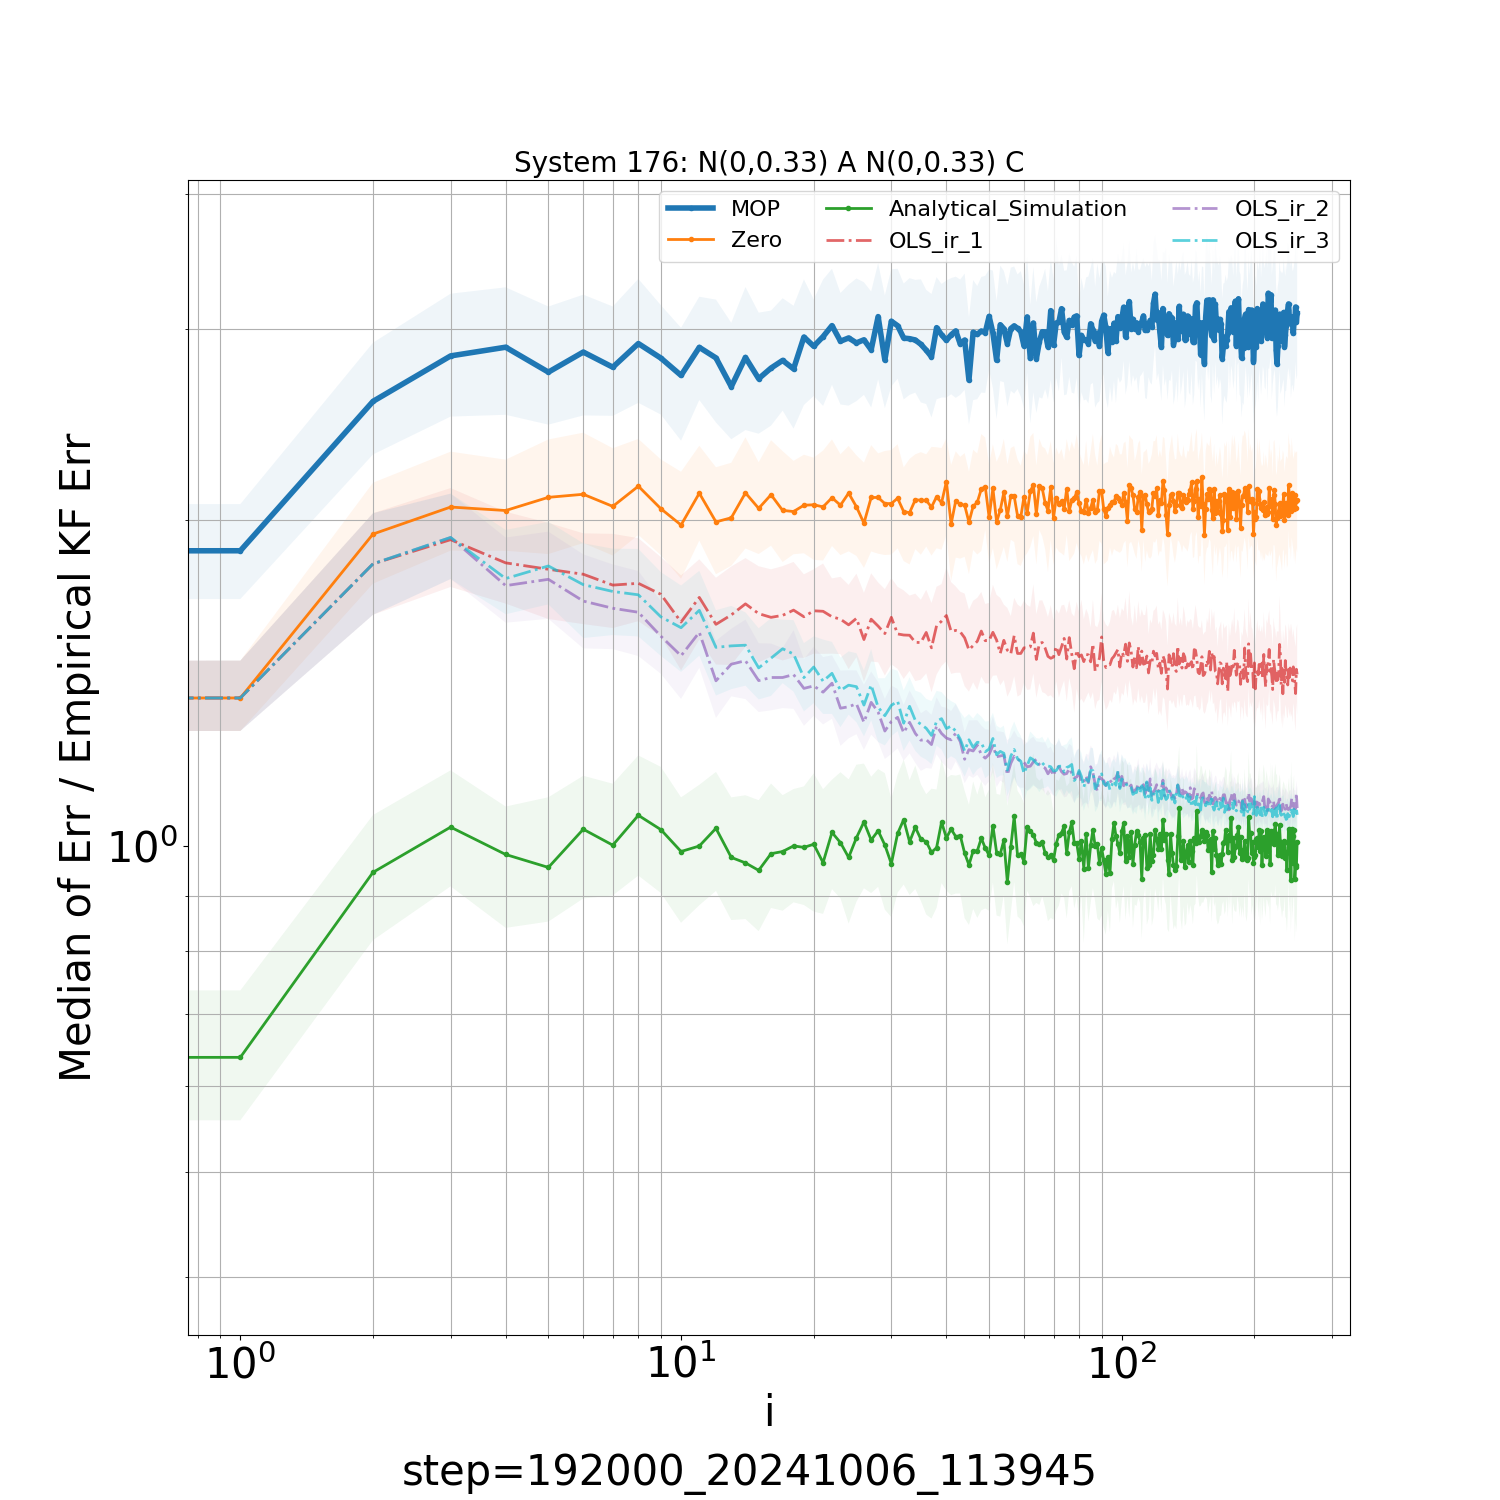 System 176: N(0,0.33) A N(0,0.33) C
MOP
Zero
Analytical_Simulation
OLS_ir_1
OLS_ir_2
OLS_ir_3
Median of Err / Empirical KF Err
10⁰
10⁰ 10¹ 10²
i
step=192000_20241006_113945